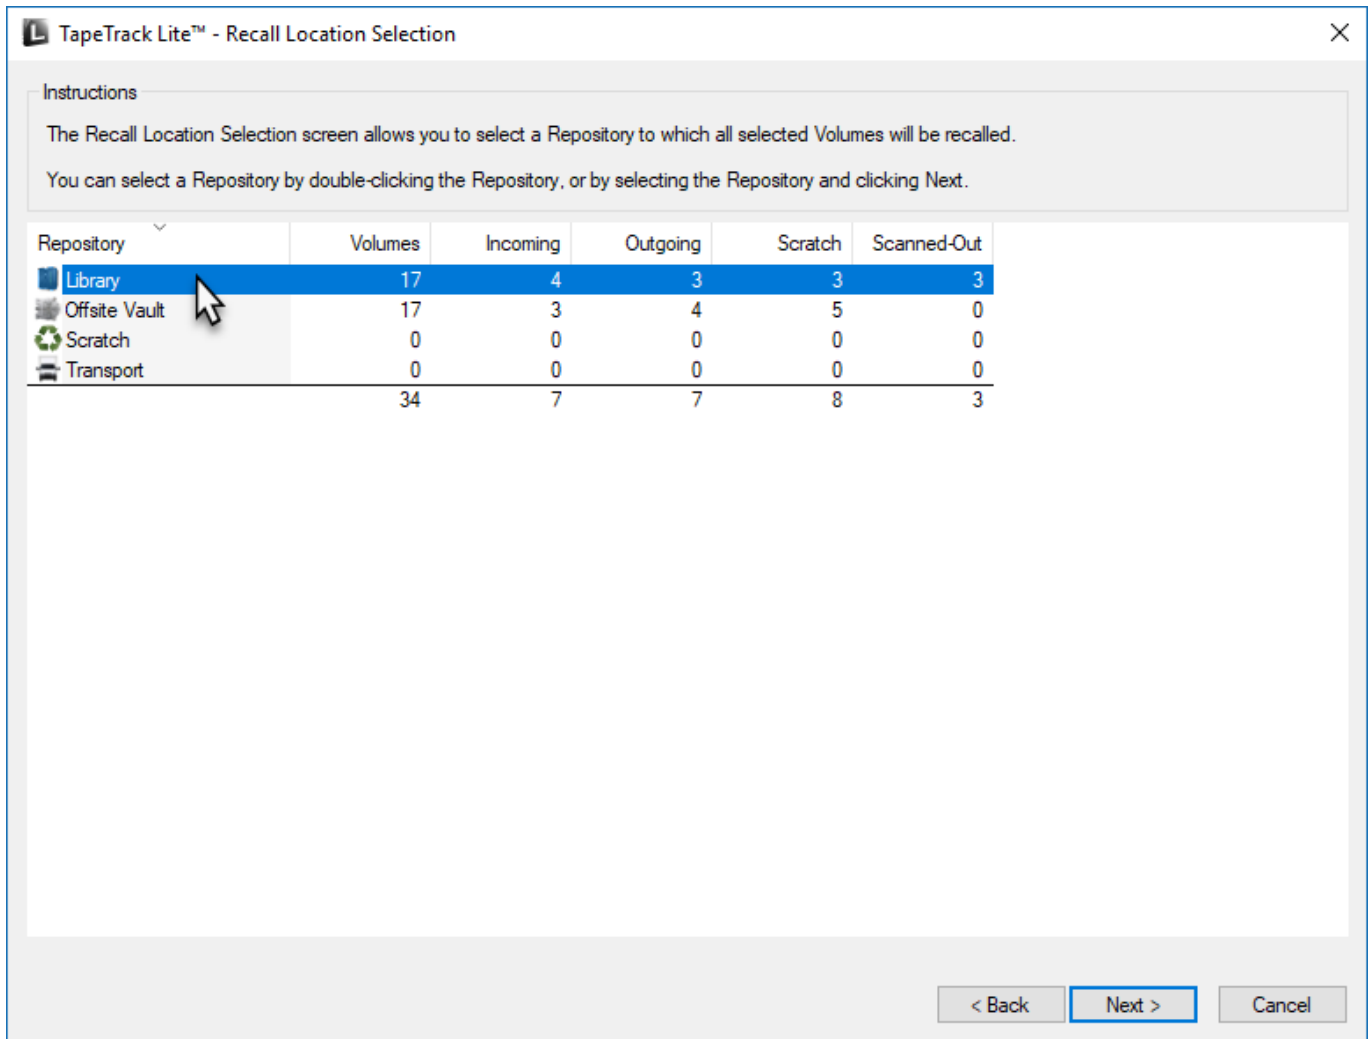 TapeTrack Lite™ - Recall Location Selection
Instructions
The Recall Location Selection screen allows you to select a Repository to which all selected Volumes will be recalled.
You can select a Repository by double-clicking the Repository, or by selecting the Repository and clicking Next.
Repository Volumes Incoming Outgoing Scratch Scanned-Out
Library 17 4 3 3 3
Offsite Vault 17 3 4 5 0
Scratch 0 0 0 0 0
Transport 0 0 0 0 0
34 7 7 8 3
< Back Next > Cancel